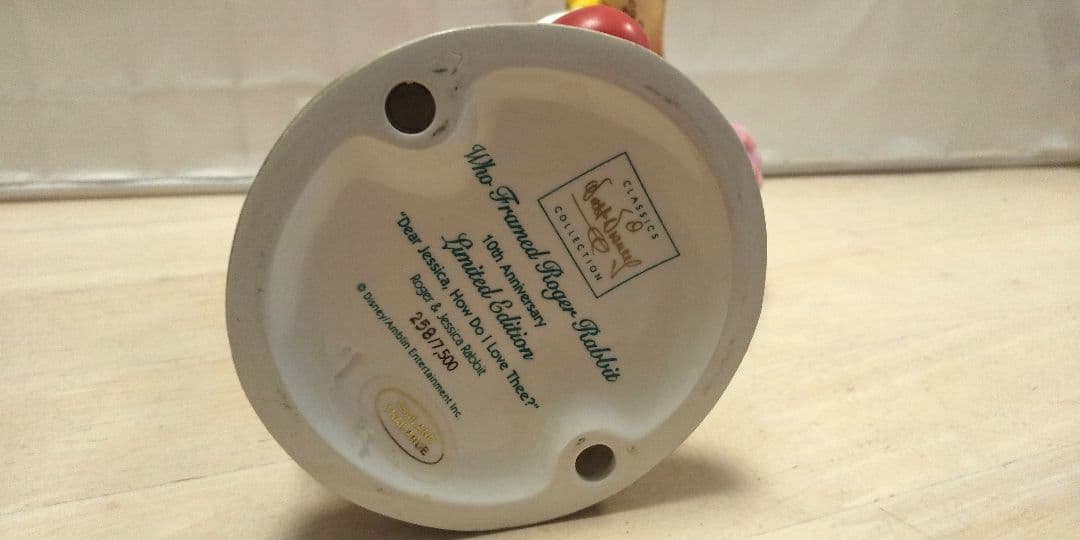 CLASSICS
Walt Disney
COLLECTION
Who Framed Roger Rabbit
10th Anniversary
Limited Edition
"Dear Jessica, How Do I Love Thee?"
Roger & Jessica Rabbit
258/7,500
© Disney/Amblin Entertainment Inc.